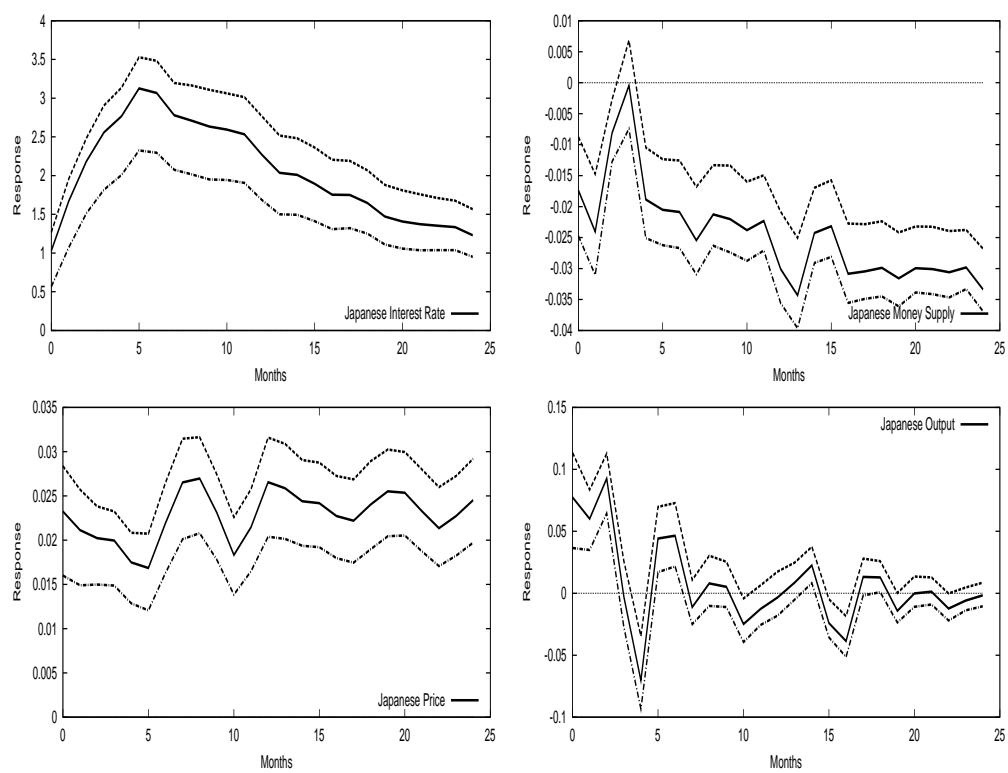 4
3.5
3
2.5
2
1.5
1
0.5
0
Response
Japanese Interest Rate
0 5 10 15 20 25
Months
0.01
0.005
0
-0.005
-0.01
-0.015
-0.02
-0.025
-0.03
-0.035
-0.04
Response
Japanese Money Supply
0 5 10 15 20 25
Months
0.035
0.03
0.025
0.02
0.015
0.01
0.005
0
Response
Japanese Price
0 5 10 15 20 25
Months
0.15
0.1
0.05
0
-0.05
-0.1
Response
Japanese Output
0 5 10 15 20 25
Months